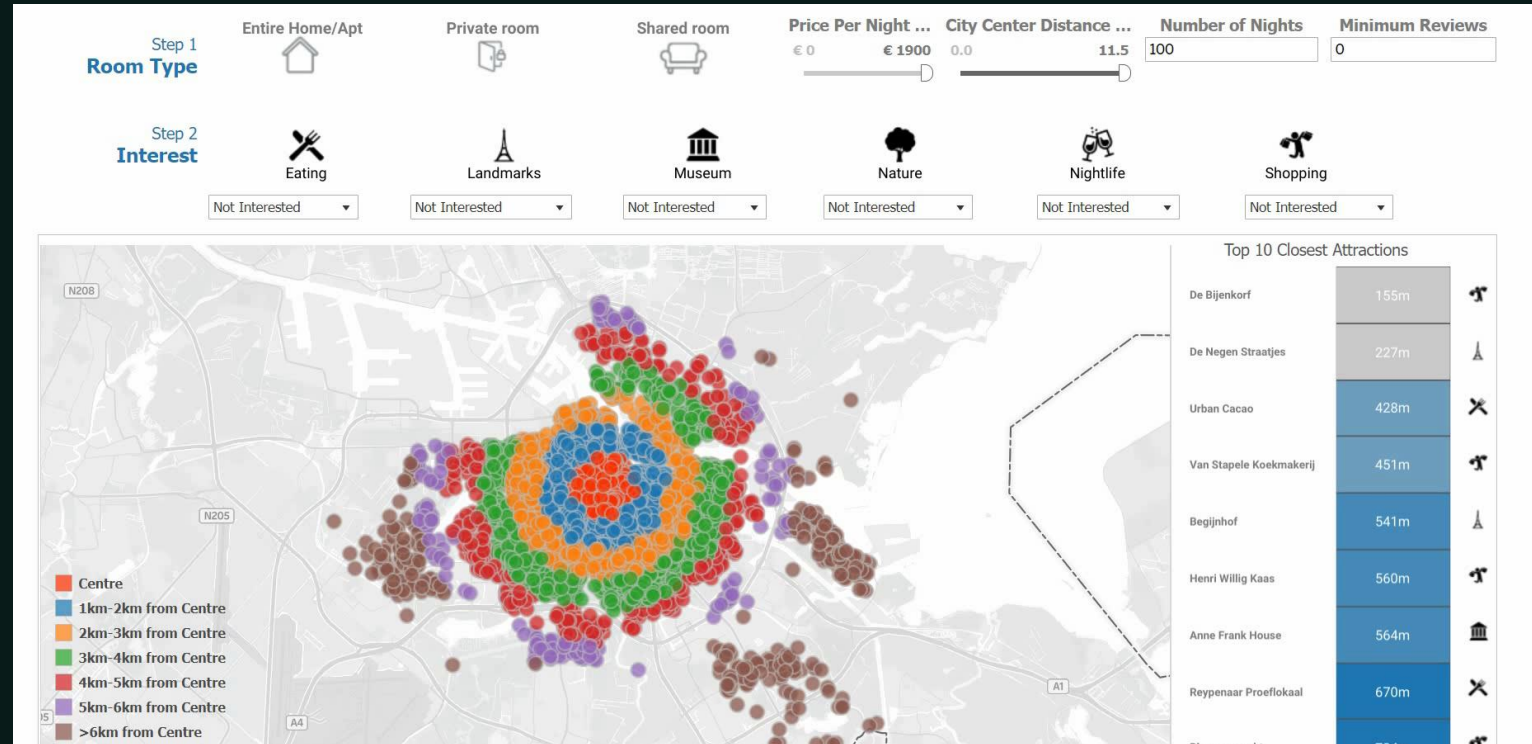 Entire Home/Apt
Private room
Shared room
Price Per Night ...
City Center Distance ...
Number of Nights
Minimum Reviews
Step 1
Room Type
€ 0
€ 1900
0.0
11.5
100
0
Step 2
Interest
Eating
Landmarks
Museum
Nature
Nightlife
Shopping
Not Interested
Not Interested
Not Interested
Not Interested
Not Interested
Not Interested
Top 10 Closest Attractions
N208
N205
A4
A1
Centre
1km-2km from Centre
2km-3km from Centre
3km-4km from Centre
4km-5km from Centre
5km-6km from Centre
>6km from Centre
De Bijenkorf
155m
De Negen Straatjes
227m
Urban Cacao
428m
Van Stapele Koekmakerij
451m
Begijnhof
541m
Henri Willig Kaas
560m
Anne Frank House
564m
Reypenaar Proeflokaal
670m